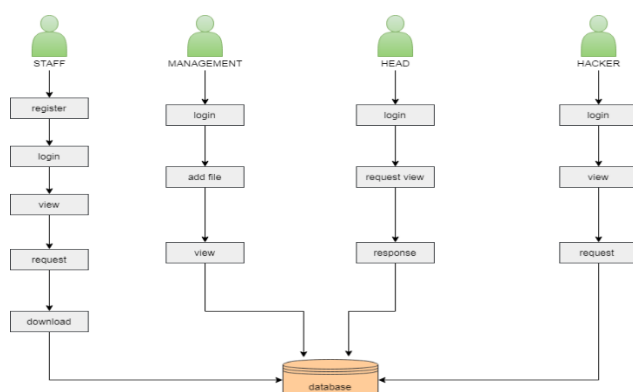 STAFF
MANAGEMENT
HEAD
HACKER
register
login
view
request
download
login
add file
view
login
request view
response
login
view
request
database